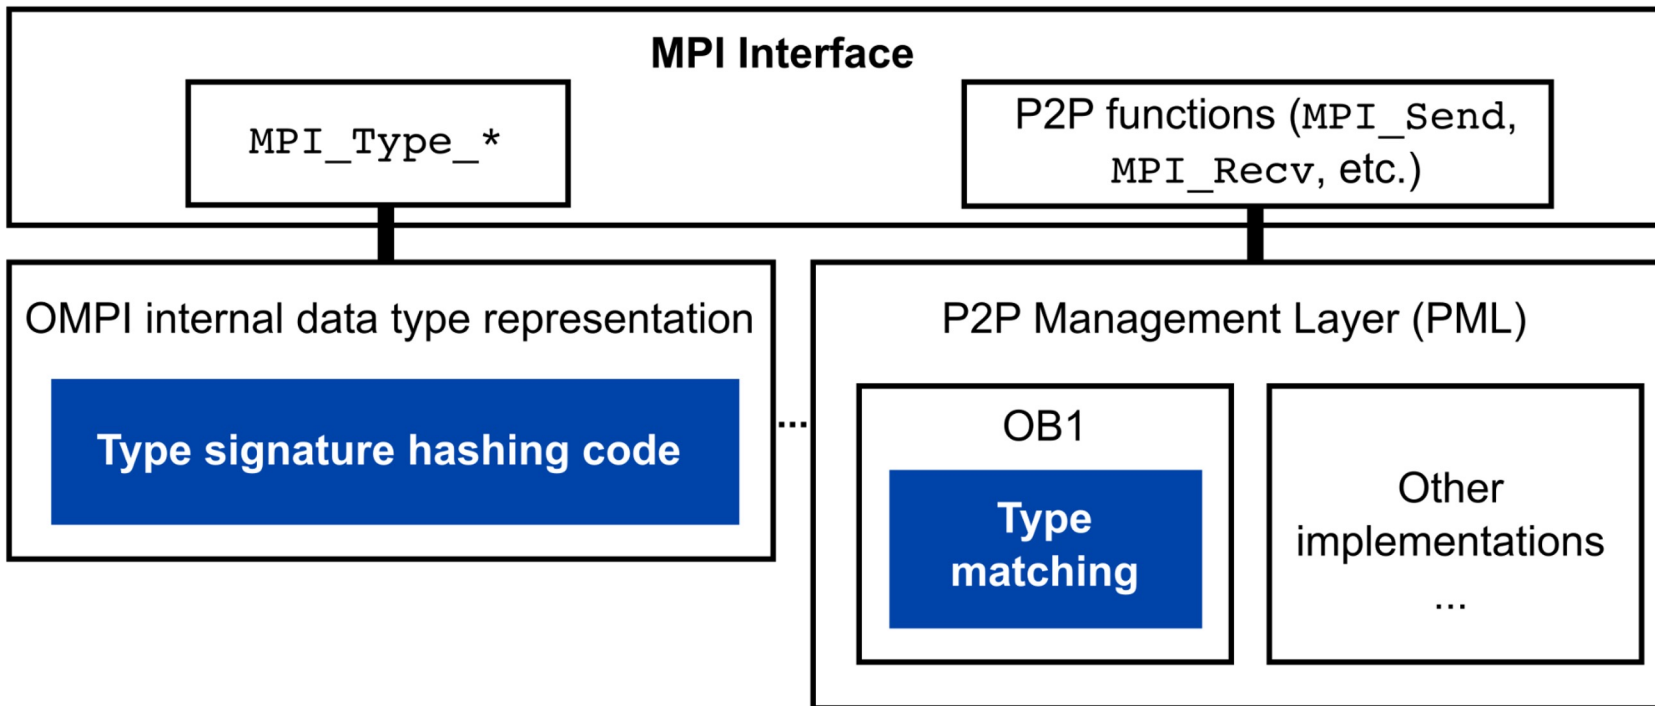 MPI Interface
MPI_Type_*
P2P functions (MPI_Send,
MPI_Recv, etc.)
OMPI internal data type representation
Type signature hashing code
...
P2P Management Layer (PML)
OB1
Type
matching
Other
implementations
...